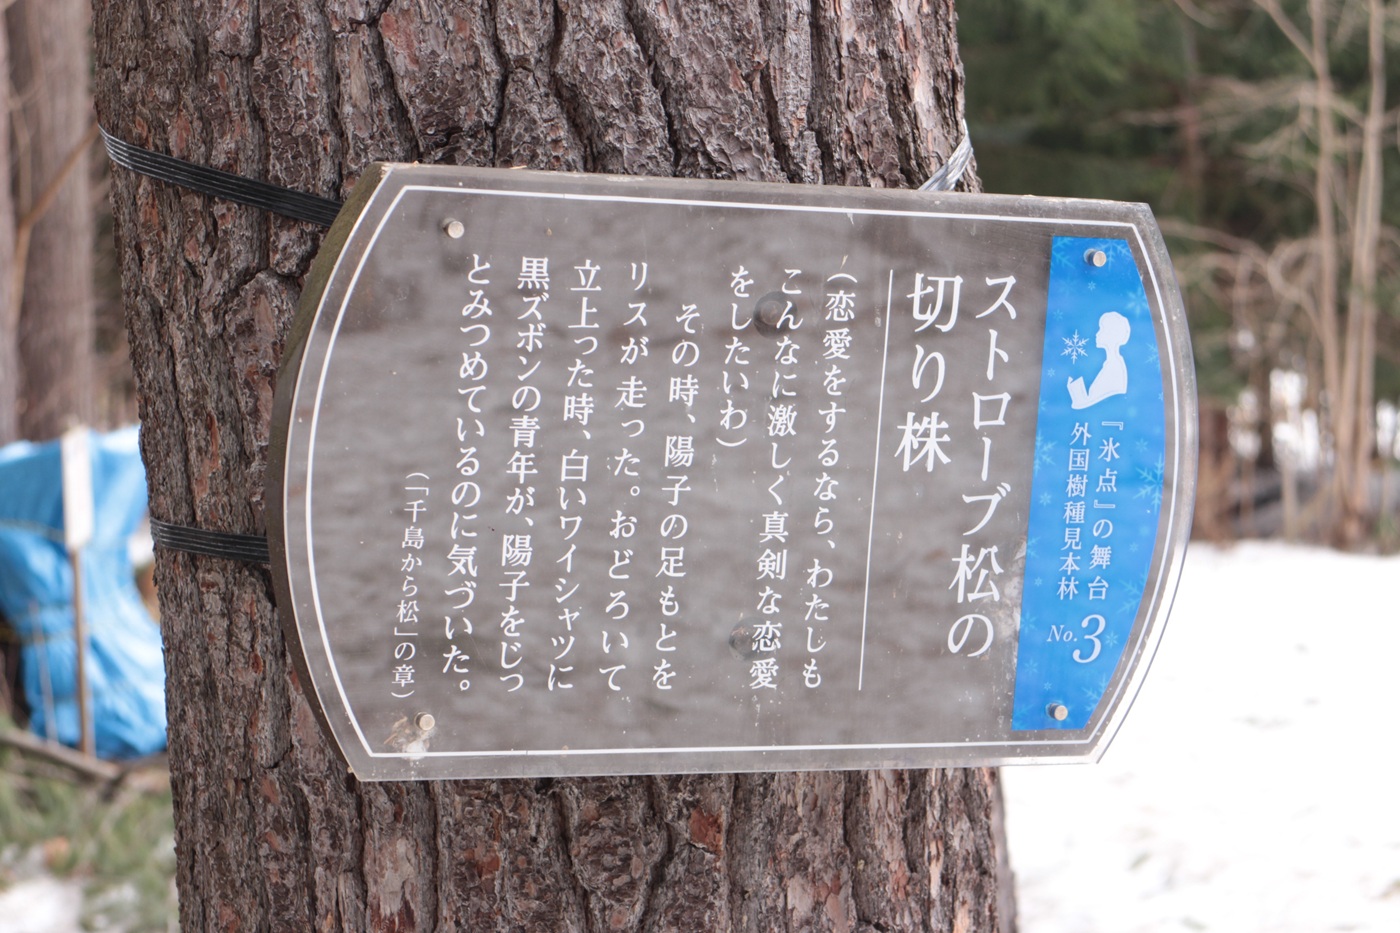 『氷点』の舞台
外国樹種見本林
No.3
ストローブ松の
切り株
（恋愛をするなら、わたしも
こんなに激しく真剣な恋愛
をしたいわ）
その時、陽子の足もとを
リスが走った。おどろいて
立上った時、白いワイシャツに
黒ズボンの青年が、陽子をじっ
とみつめているのに気づいた。
（「千島から松」の章）